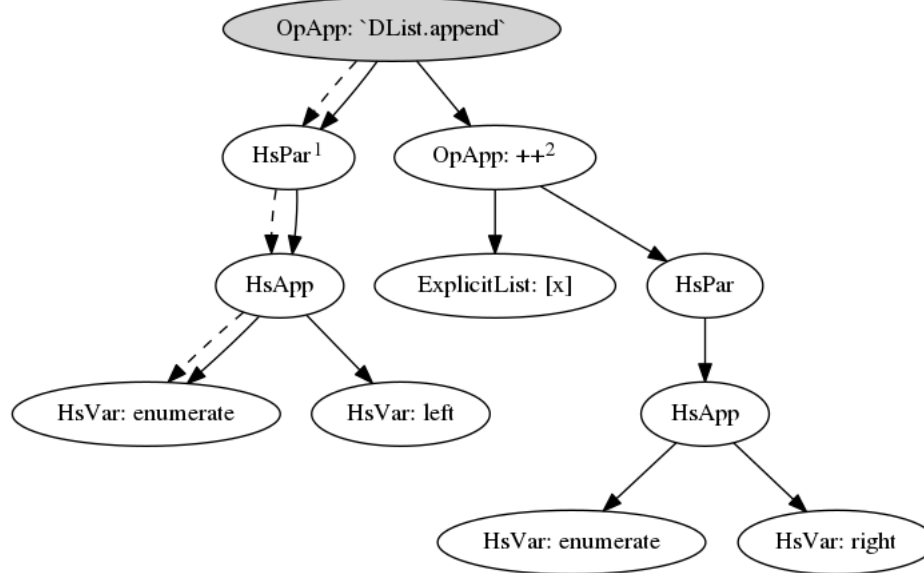 OpApp: `DList.append`
HsPar¹
OpApp: ++²
HsApp
ExplicitList: [x]
HsPar
HsVar: enumerate
HsVar: left
HsApp
HsVar: enumerate
HsVar: right